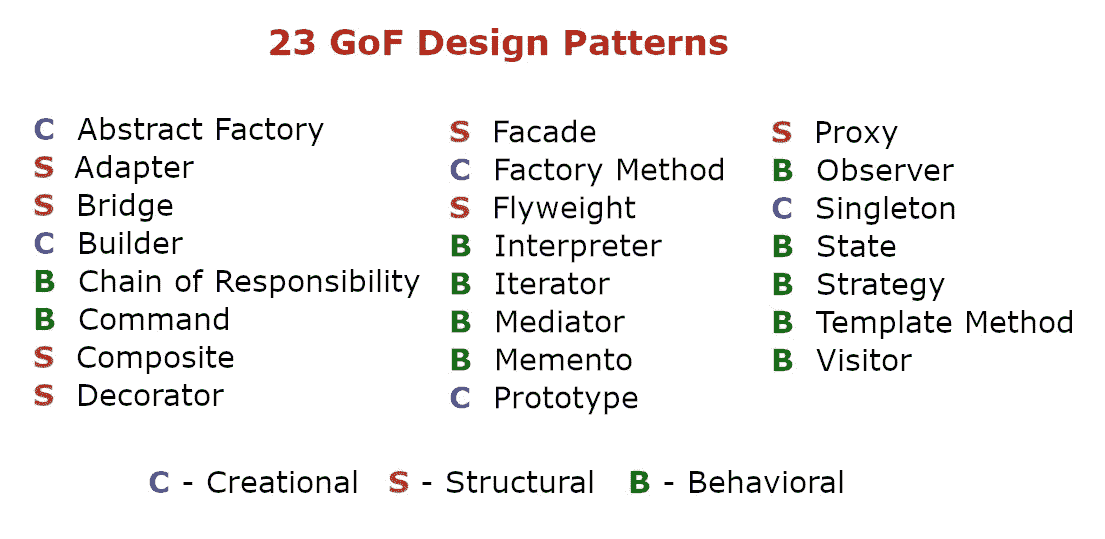 23 GoF Design Patterns
C Abstract Factory
S Adapter
S Bridge
C Builder
B Chain of Responsibility
B Command
S Composite
S Decorator
S Facade
C Factory Method
S Flyweight
B Interpreter
B Iterator
B Mediator
B Memento
C Prototype
S Proxy
B Observer
C Singleton
B State
B Strategy
B Template Method
B Visitor
C - Creational S - Structural B - Behavioral